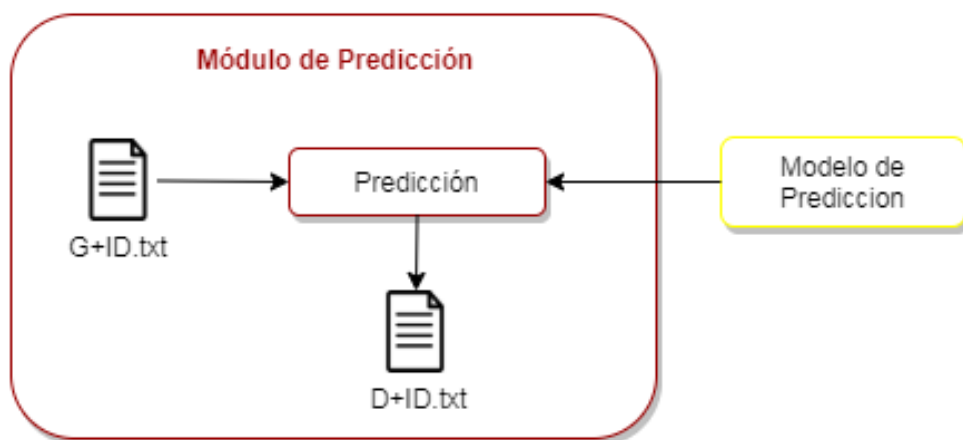 Módulo de Predicción
Predicción
Modelo de
Prediccion
G+ID.txt
D+ID.txt